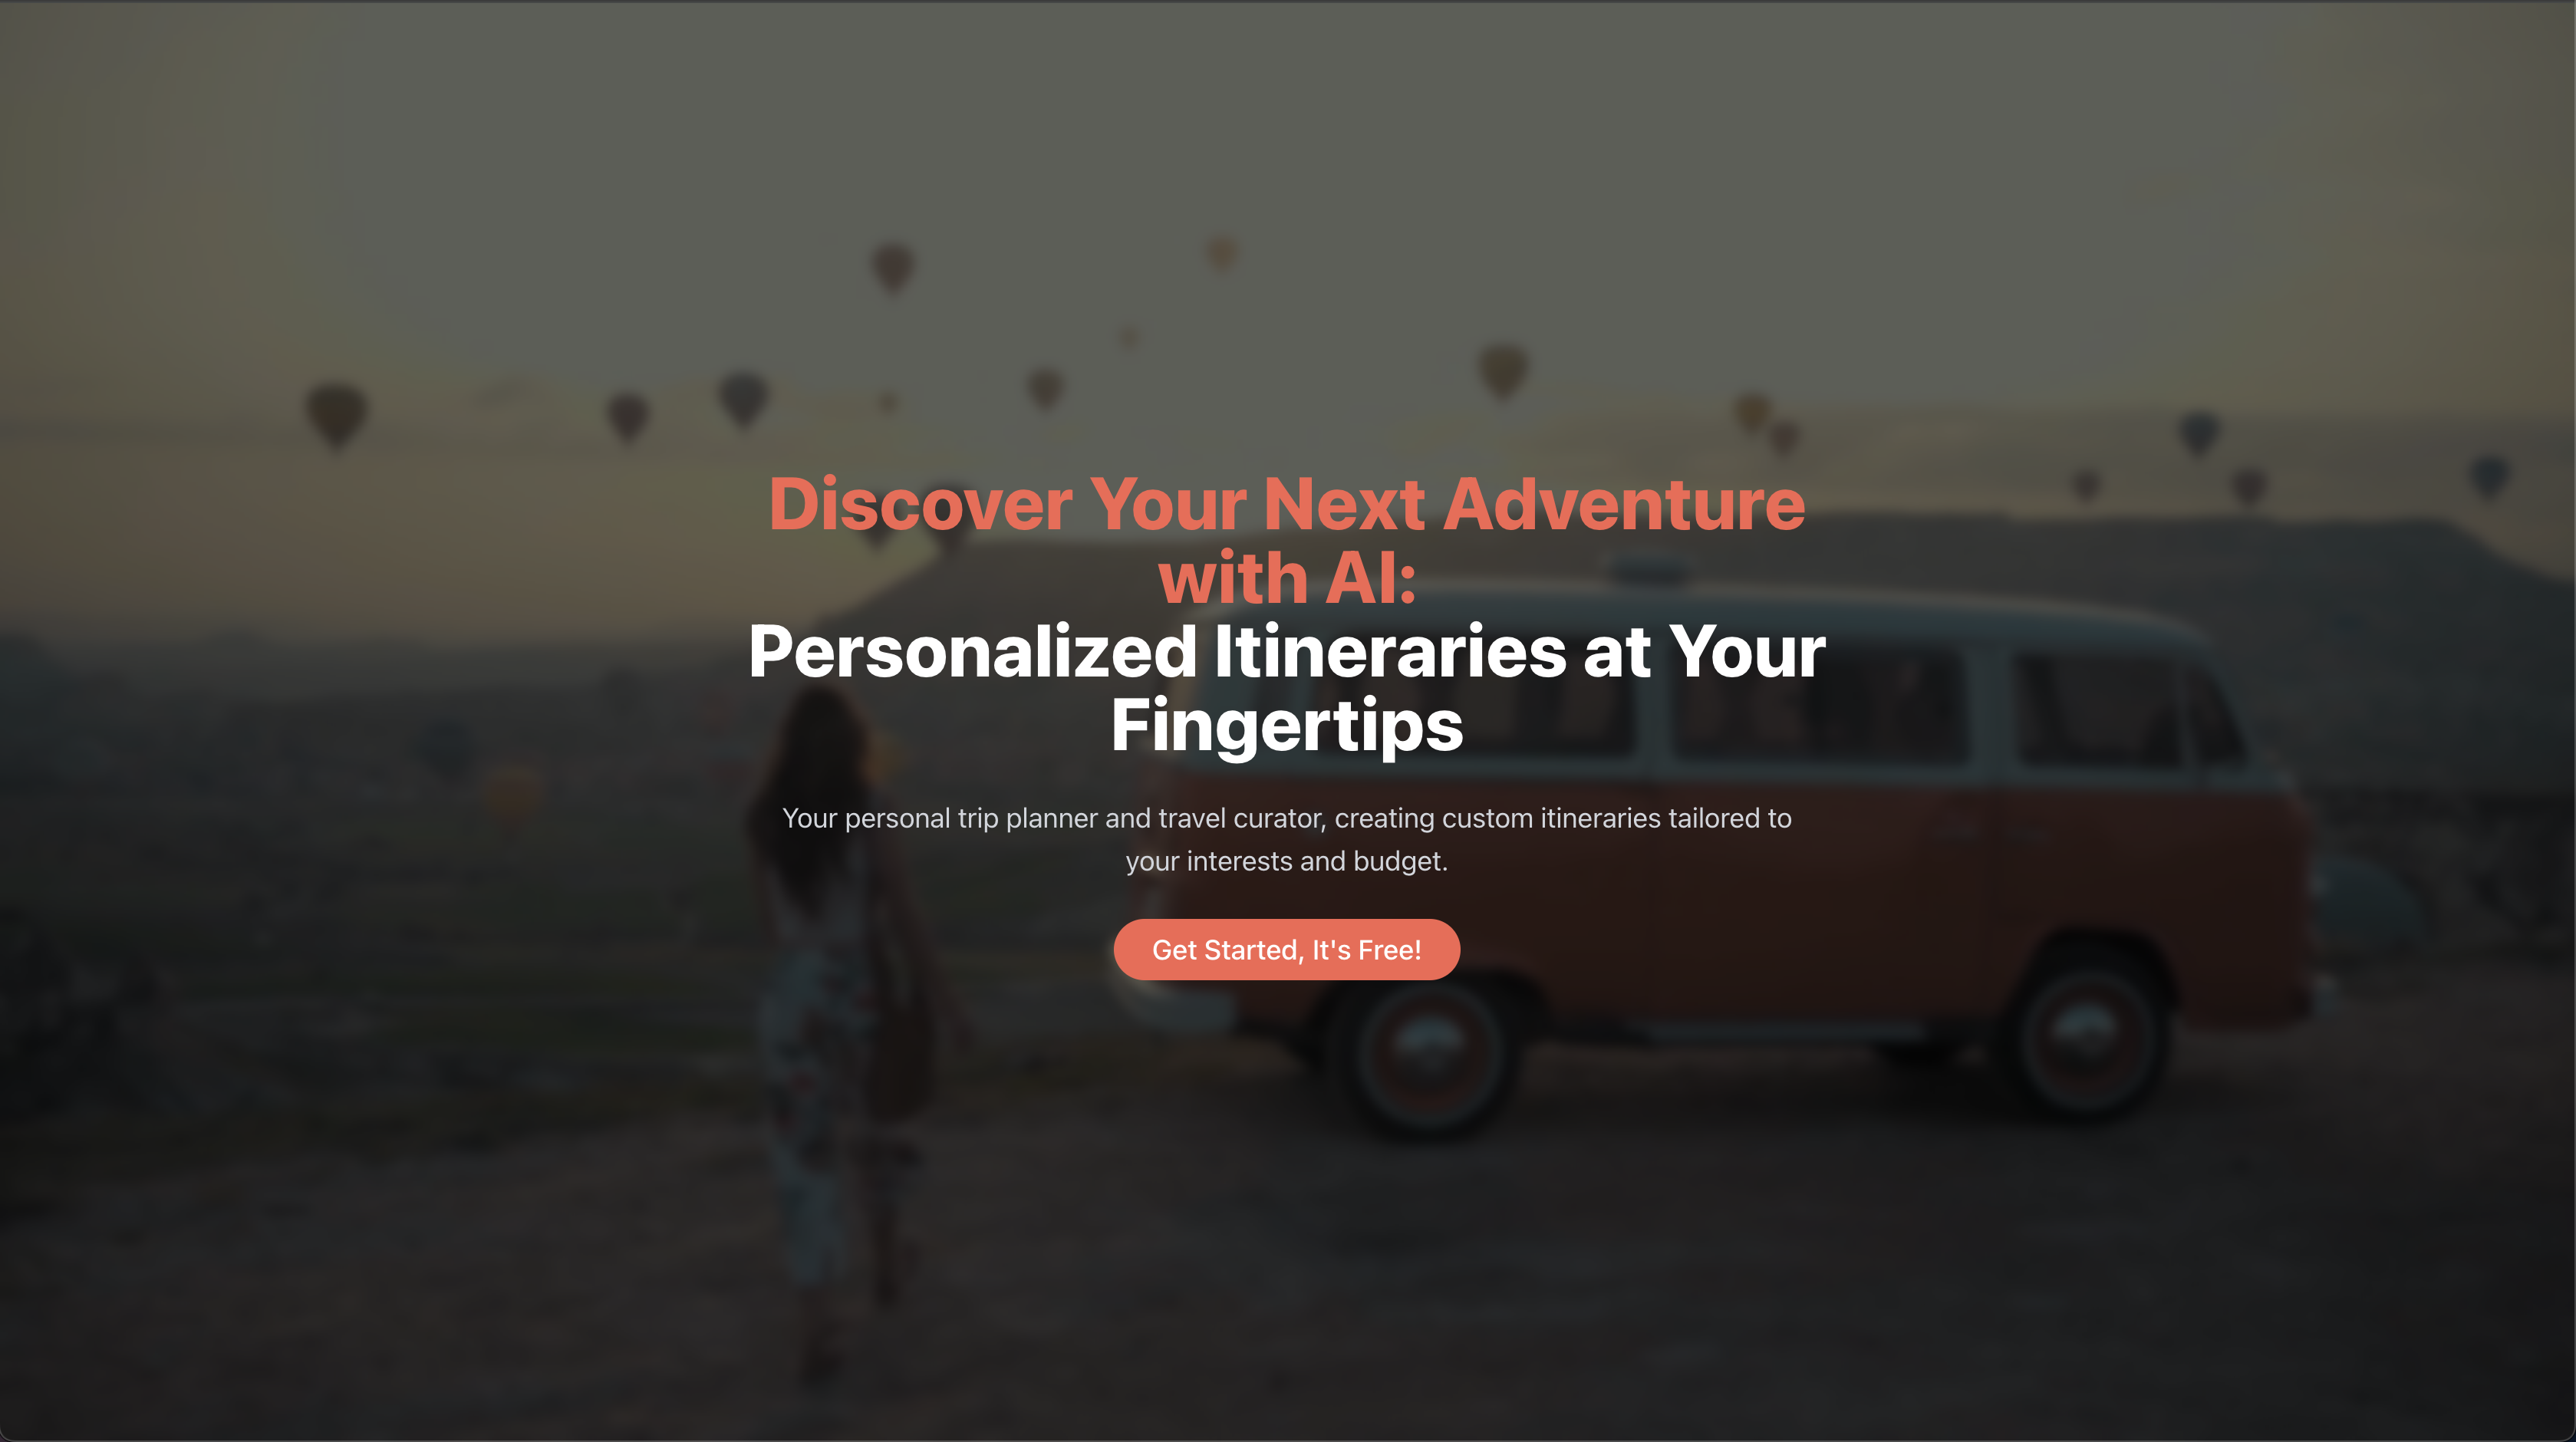 Discover Your Next Adventure
with AI:
Personalized Itineraries at Your
Fingertips
Your personal trip planner and travel curator, creating custom itineraries tailored to
your interests and budget.
Get Started, It's Free!